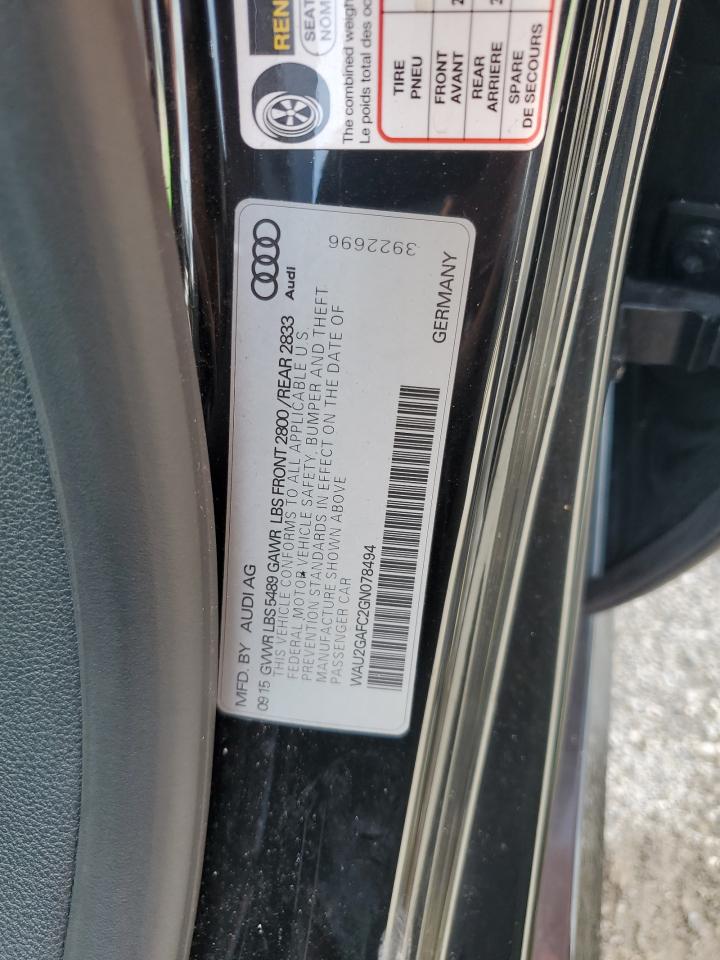 REN
SEAT
NOM
The combined weigh
Le poids total des oc
TIRE
PNEU
FRONT
AVANT
REAR
ARRIERE
SPARE
DE SECOURS
MFD. BY AUDI AG
Audi
3922696
09 15 GVWR LBS 5489 GAWR LBS FRONT 2800 /REAR 2833
THIS VEHICLE CONFORMS TO ALL APPLICABLE U S
FEDERAL MOTOR VEHICLE SAFETY, BUMPER AND THEFT
PREVENTION STANDARDS IN EFFECT ON THE DATE OF
MANUFACTURE SHOWN ABOVE
PASSENGER CAR
WAU2GAFC2GN078494
GERMANY